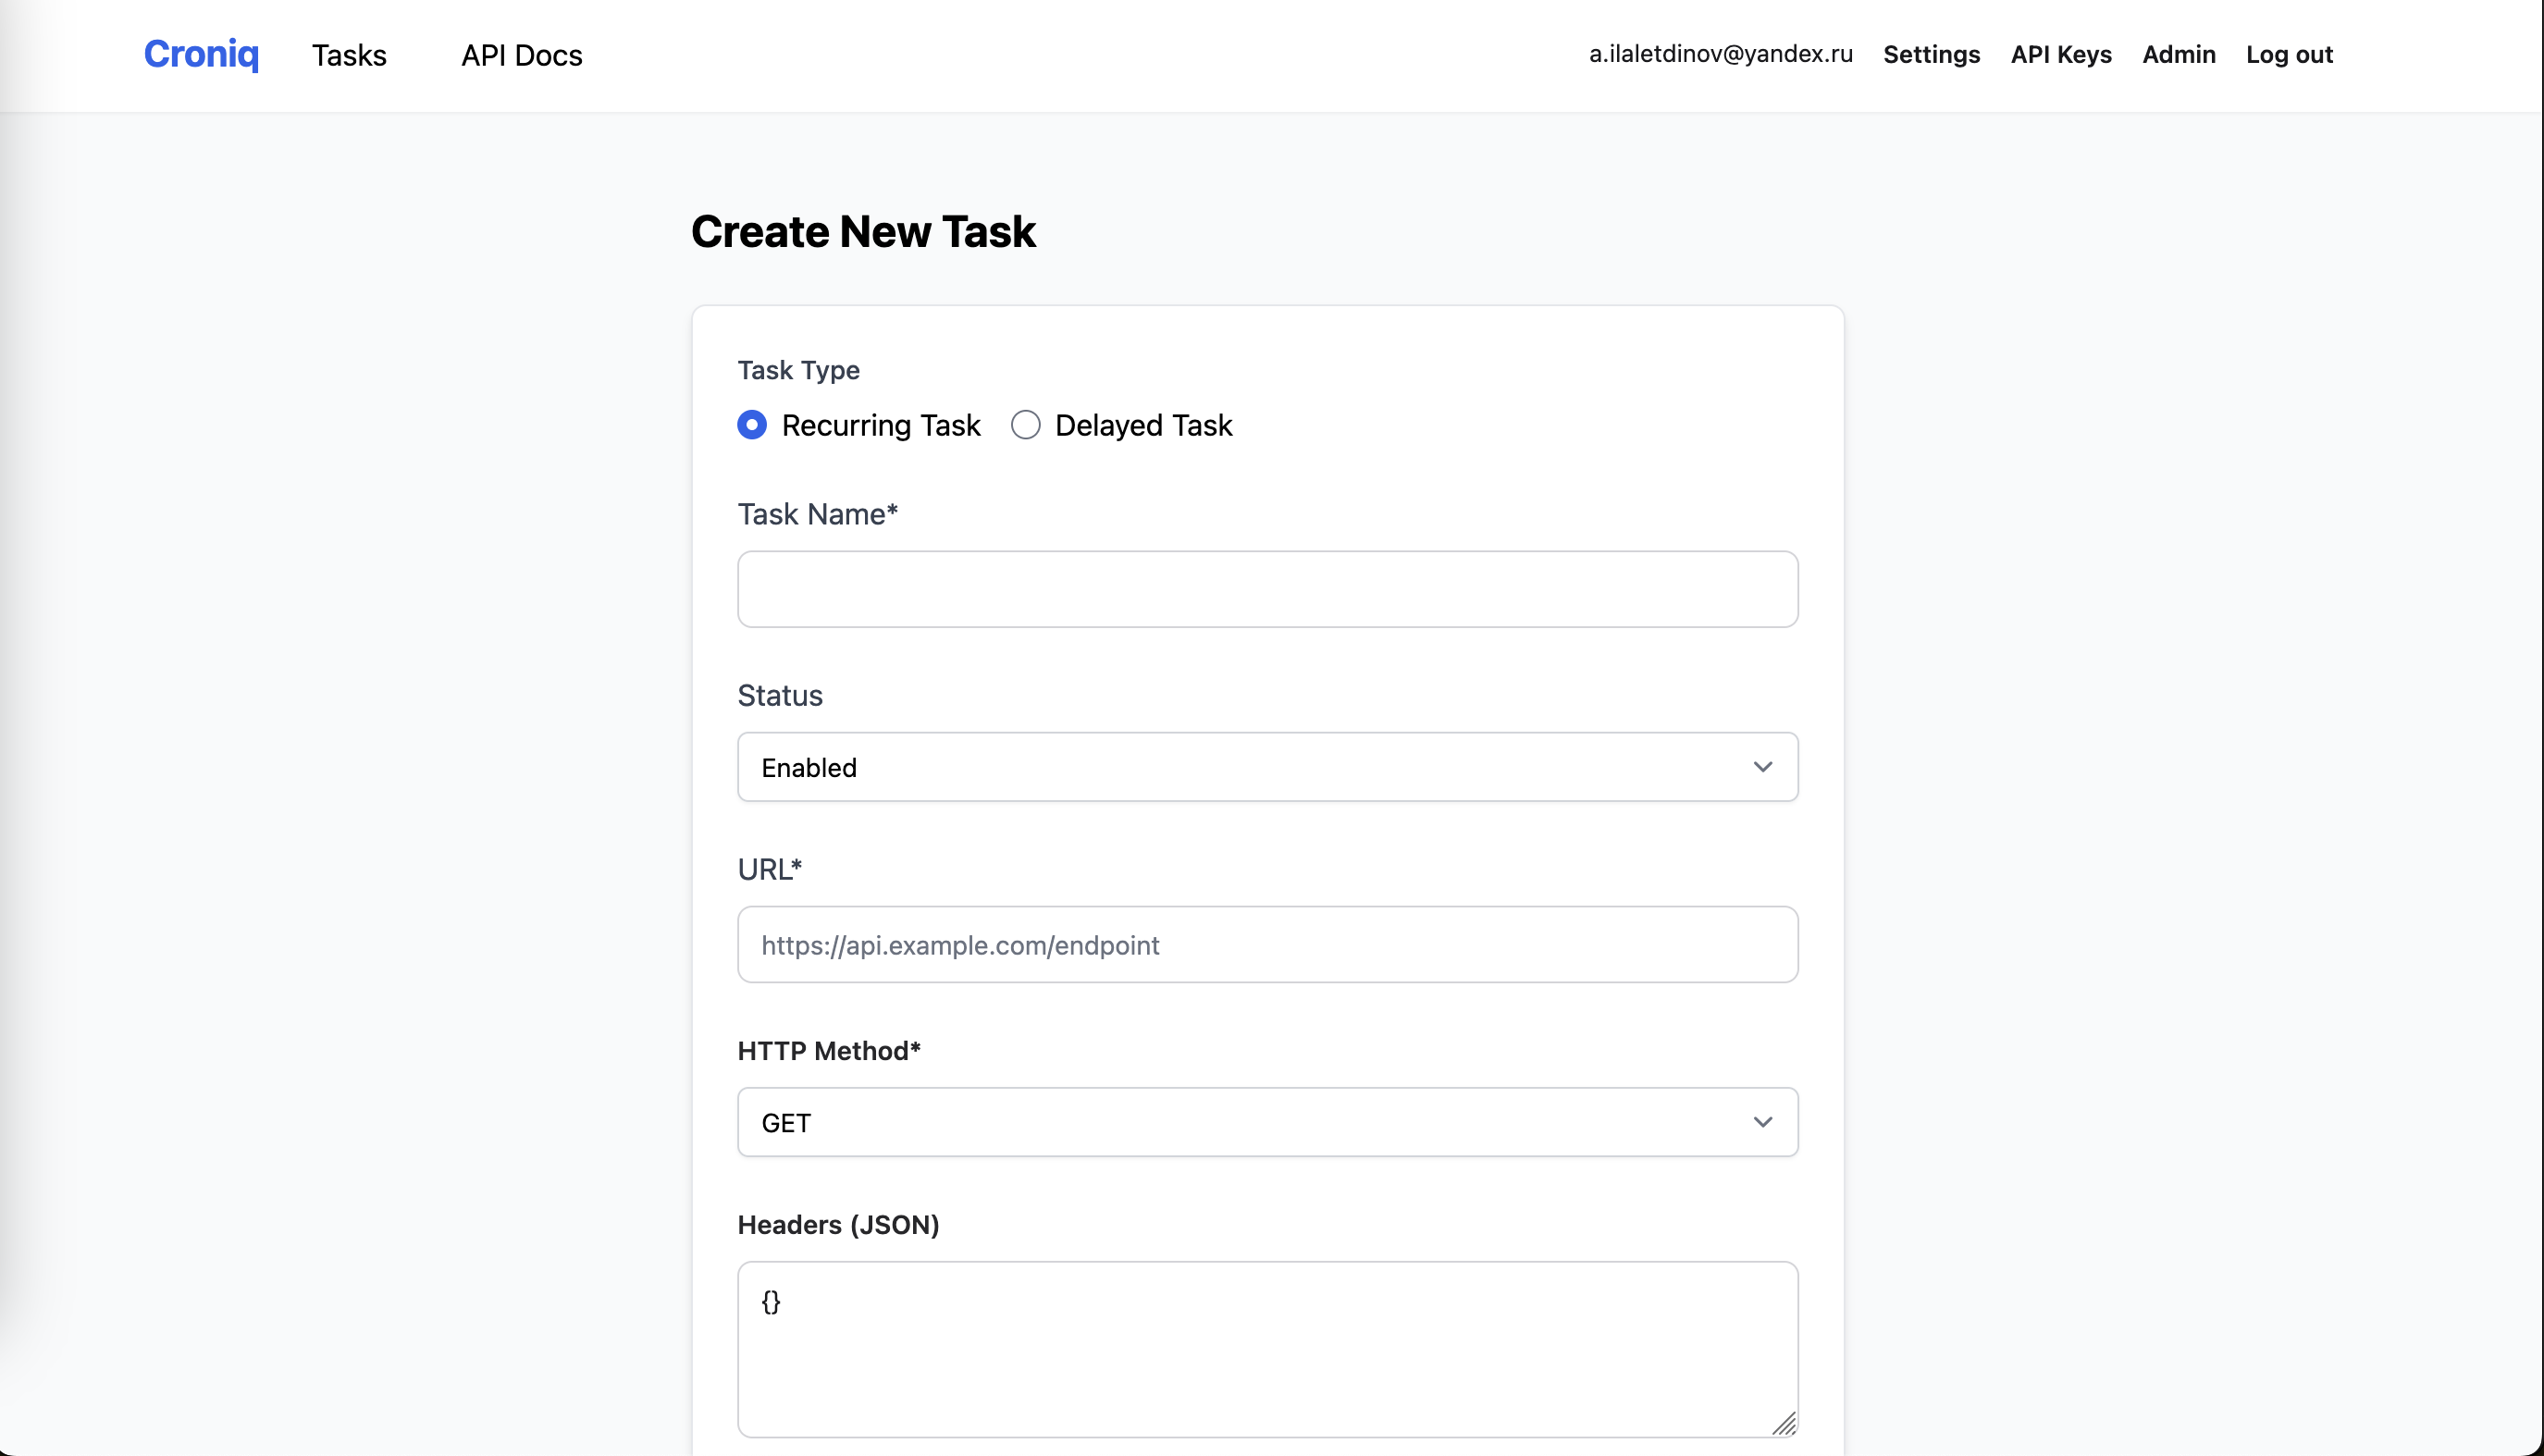 Croniq Tasks API Docs a.ilaletdinov@yandex.ru Settings API Keys Admin Log out
Create New Task
Task Type
Recurring Task Delayed Task
Task Name*
Status
Enabled
URL*
https://api.example.com/endpoint
HTTP Method*
GET
Headers (JSON)
{}